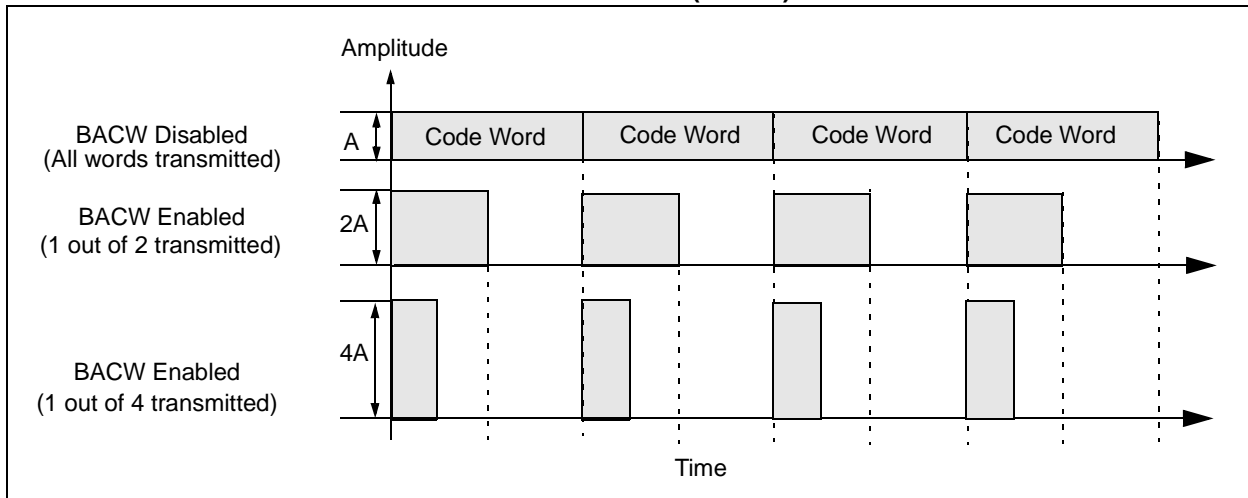 Amplitude
BACW Disabled
(All words transmitted)
A
Code Word
Code Word
Code Word
Code Word
BACW Enabled
(1 out of 2 transmitted)
2A
BACW Enabled
(1 out of 4 transmitted)
4A
Time